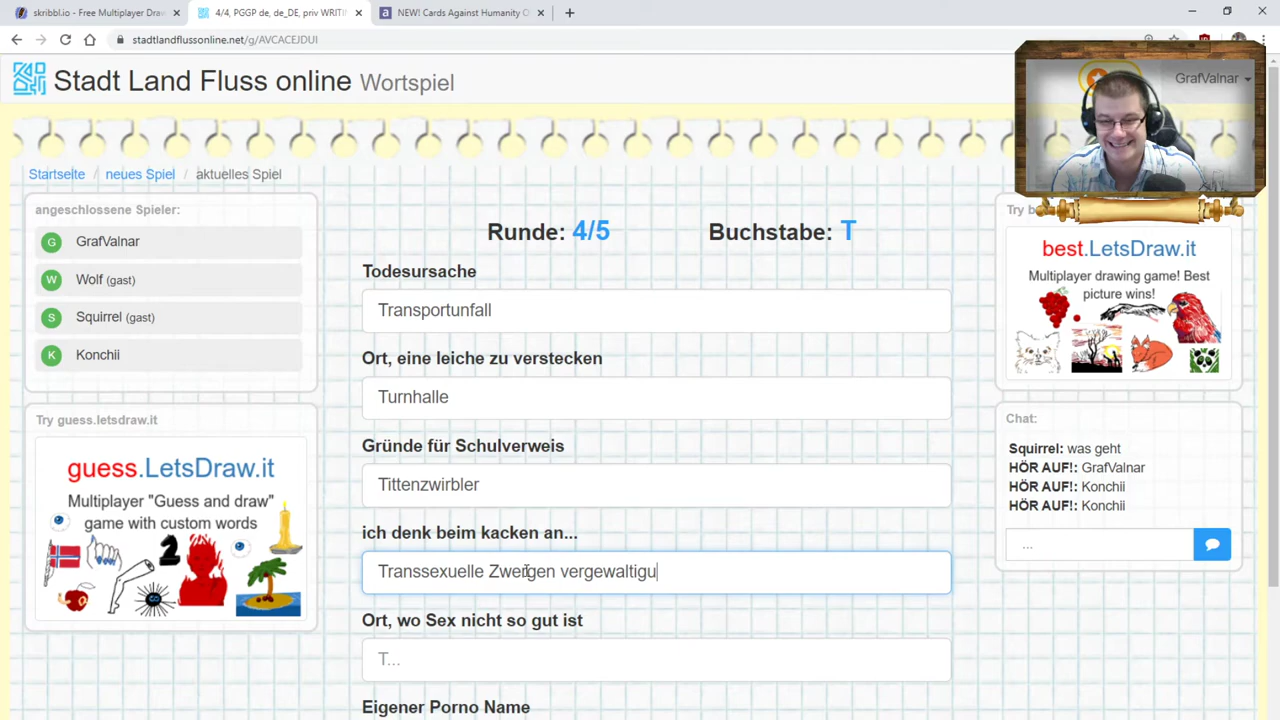 skribbl.io - Free Multiplayer Draw
4/4, PGGP de, de_DE, priv WRITI
NEW! Cards Against Humanity O
stadtlandflussonline.net/g/AVCACEJDUI
Stadt Land Fluss online Wortspiel
GrafValnar
Startseite / neues Spiel / aktuelles Spiel
angeschlossene Spieler:
G GrafValnar
W Wolf (gast)
S Squirrel (gast)
K Konchii
Try guess.letsdraw.it
guess.LetsDraw.it
Multiplayer "Guess and draw"
game with custom words
Runde: 4/5
Buchstabe: T
Todesursache
Transportunfall
Ort, eine leiche zu verstecken
Turnhalle
Gründe für Schulverweis
Tittenzwirbler
ich denk beim kacken an...
Transsexuelle Zwergen vergewaltigu
Ort, wo Sex nicht so gut ist
T...
Eigener Porno Name
Try b
best.LetsDraw.it
Multiplayer drawing game! Best
picture wins!
Chat:
Squirrel: was geht
HÖR AUF!: GrafValnar
HÖR AUF!: Konchii
HÖR AUF!: Konchii
...